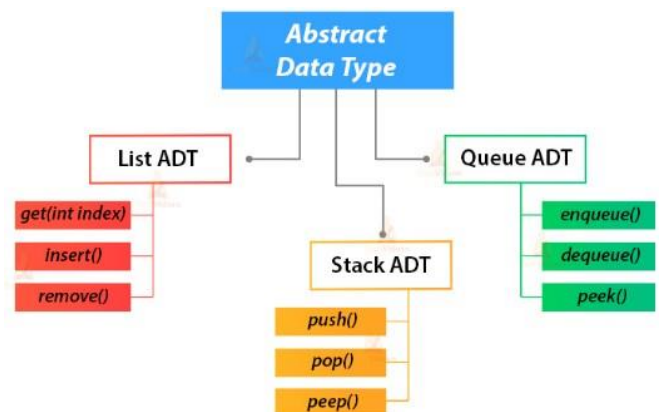 Abstract
Data Type
List ADT
get(int index)
insert()
remove()
Stack ADT
push()
pop()
peep()
Queue ADT
enqueue()
dequeue()
peek()